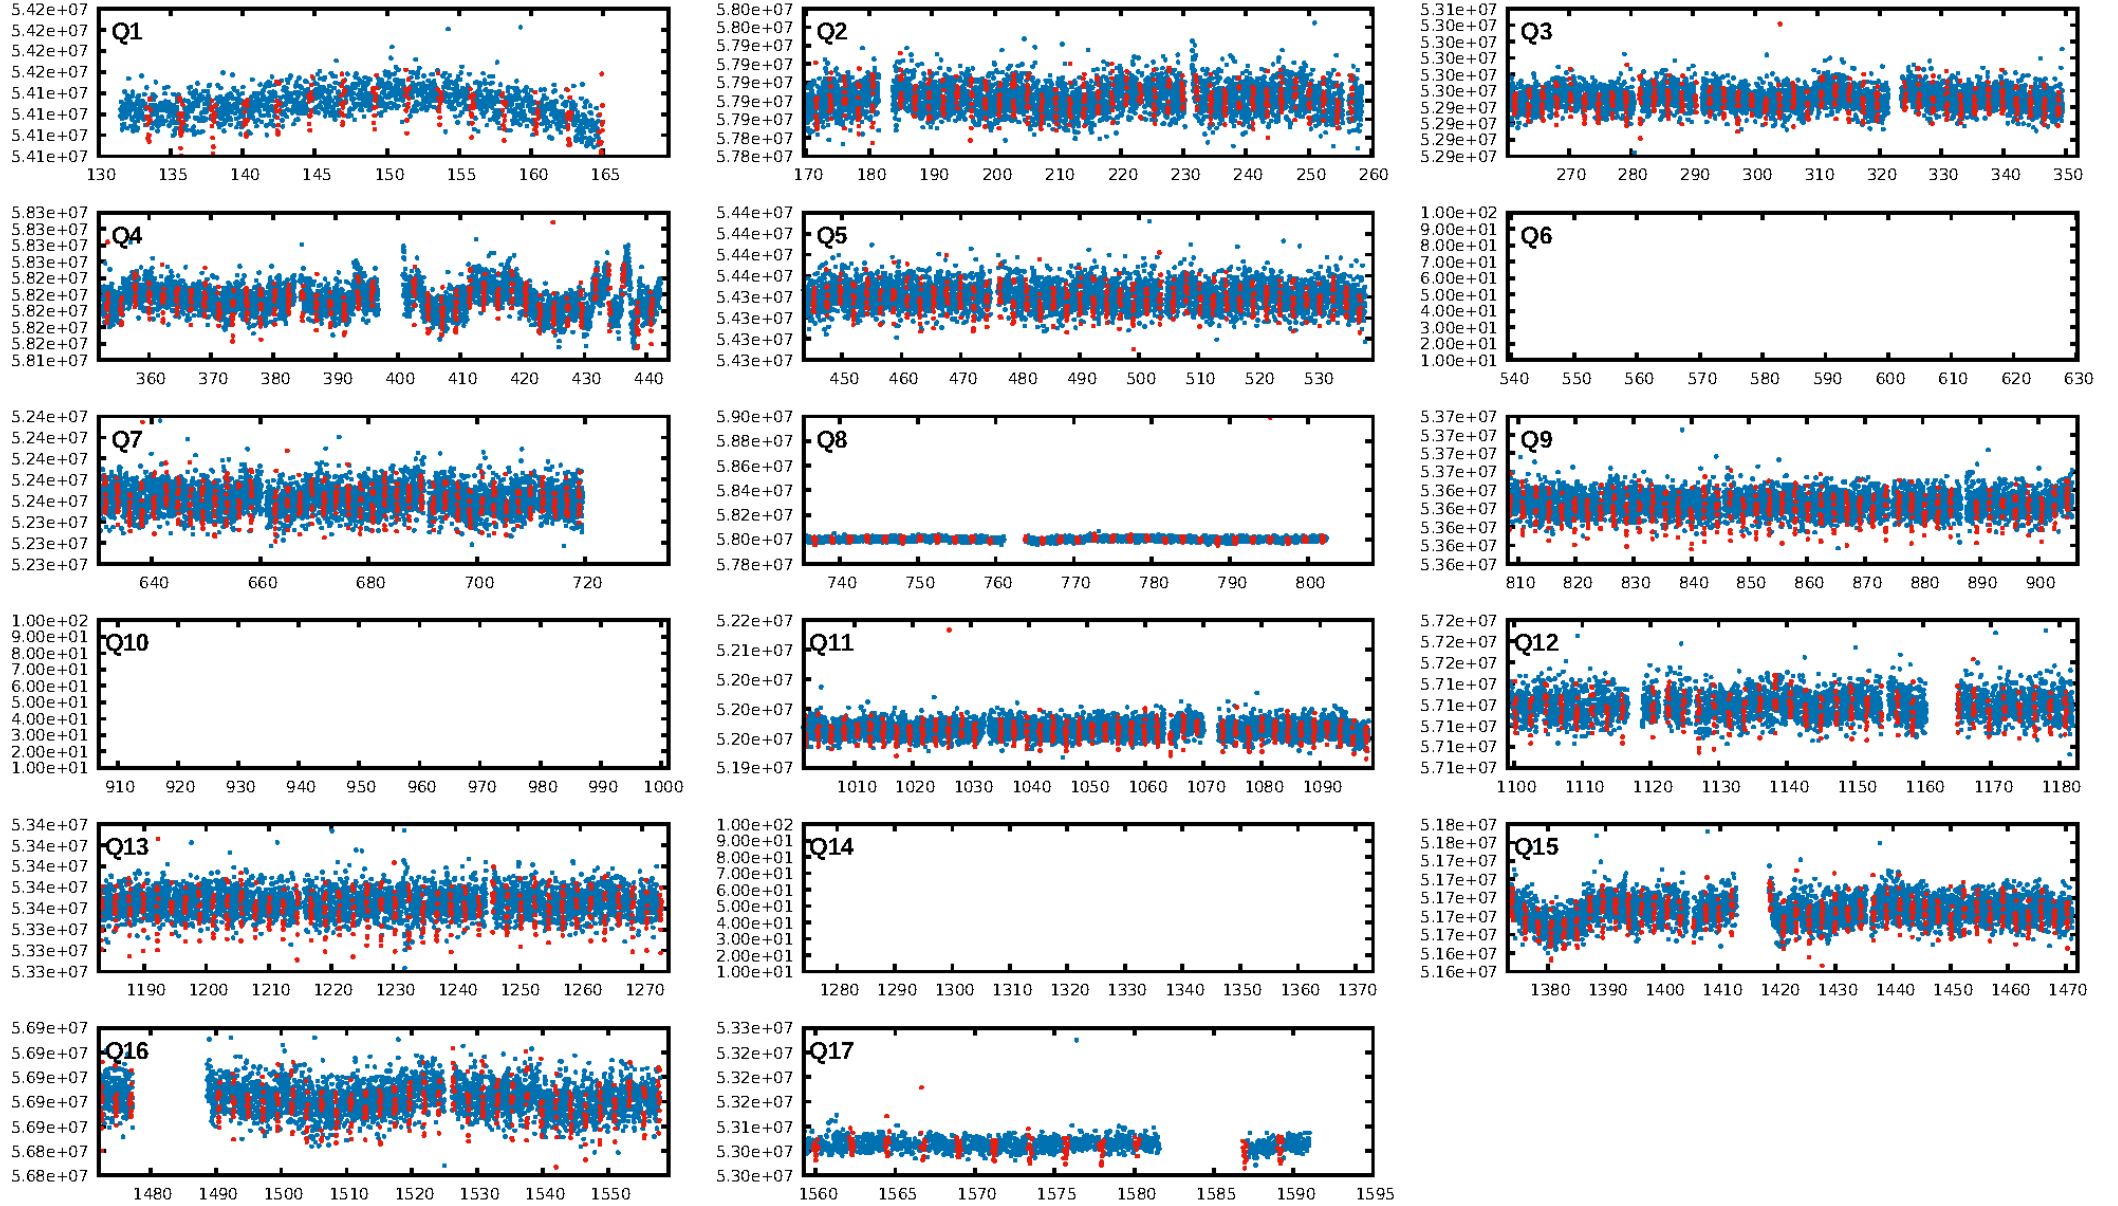 Q1
5.42e+07
5.42e+07
5.42e+07
5.42e+07
5.41e+07
5.41e+07
5.41e+07
5.41e+07
130 135 140 145 150 155 160 165
Q2
5.80e+07
5.80e+07
5.79e+07
5.79e+07
5.79e+07
5.79e+07
5.79e+07
5.78e+07
5.78e+07
170 180 190 200 210 220 230 240 250 260
Q3
5.31e+07
5.30e+07
5.30e+07
5.30e+07
5.30e+07
5.30e+07
5.29e+07
5.29e+07
5.29e+07
5.29e+07
270 280 290 300 310 320 330 340 350
Q4
5.83e+07
5.83e+07
5.83e+07
5.83e+07
5.82e+07
5.82e+07
5.82e+07
5.82e+07
5.82e+07
5.81e+07
360 370 380 390 400 410 420 430 440
Q5
5.44e+07
5.44e+07
5.44e+07
5.44e+07
5.43e+07
5.43e+07
5.43e+07
5.43e+07
450 460 470 480 490 500 510 520 530
Q6
1.00e+02
9.00e+01
8.00e+01
7.00e+01
6.00e+01
5.00e+01
4.00e+01
3.00e+01
2.00e+01
1.00e+01
540 550 560 570 580 590 600 610 620 630
Q7
5.24e+07
5.24e+07
5.24e+07
5.24e+07
5.24e+07
5.23e+07
5.23e+07
5.23e+07
640 660 680 700 720
Q8
5.90e+07
5.88e+07
5.86e+07
5.84e+07
5.82e+07
5.80e+07
5.78e+07
740 750 760 770 780 790 800
Q9
5.37e+07
5.37e+07
5.37e+07
5.37e+07
5.36e+07
5.36e+07
5.36e+07
5.36e+07
5.36e+07
810 820 830 840 850 860 870 880 890 900
Q10
1.00e+02
9.00e+01
8.00e+01
7.00e+01
6.00e+01
5.00e+01
4.00e+01
3.00e+01
2.00e+01
1.00e+01
910 920 930 940 950 960 970 980 990 1000
Q11
5.22e+07
5.21e+07
5.20e+07
5.20e+07
5.20e+07
5.19e+07
1010 1020 1030 1040 1050 1060 1070 1080 1090
Q12
5.72e+07
5.72e+07
5.72e+07
5.71e+07
5.71e+07
5.71e+07
5.71e+07
5.71e+07
1100 1110 1120 1130 1140 1150 1160 1170 1180
Q13
5.34e+07
5.34e+07
5.34e+07
5.34e+07
5.34e+07
5.33e+07
5.33e+07
5.33e+07
1190 1200 1210 1220 1230 1240 1250 1260 1270
Q14
1.00e+02
9.00e+01
8.00e+01
7.00e+01
6.00e+01
5.00e+01
4.00e+01
3.00e+01
2.00e+01
1.00e+01
1280 1290 1300 1310 1320 1330 1340 1350 1360 1370
Q15
5.18e+07
5.18e+07
5.17e+07
5.17e+07
5.17e+07
5.17e+07
5.17e+07
5.16e+07
5.16e+07
1380 1390 1400 1410 1420 1430 1440 1450 1460 1470
Q16
5.69e+07
5.69e+07
5.69e+07
5.69e+07
5.69e+07
5.68e+07
5.68e+07
1480 1490 1500 1510 1520 1530 1540 1550
Q17
5.33e+07
5.32e+07
5.32e+07
5.32e+07
5.31e+07
5.30e+07
5.30e+07
1560 1565 1570 1575 1580 1585 1590 1595